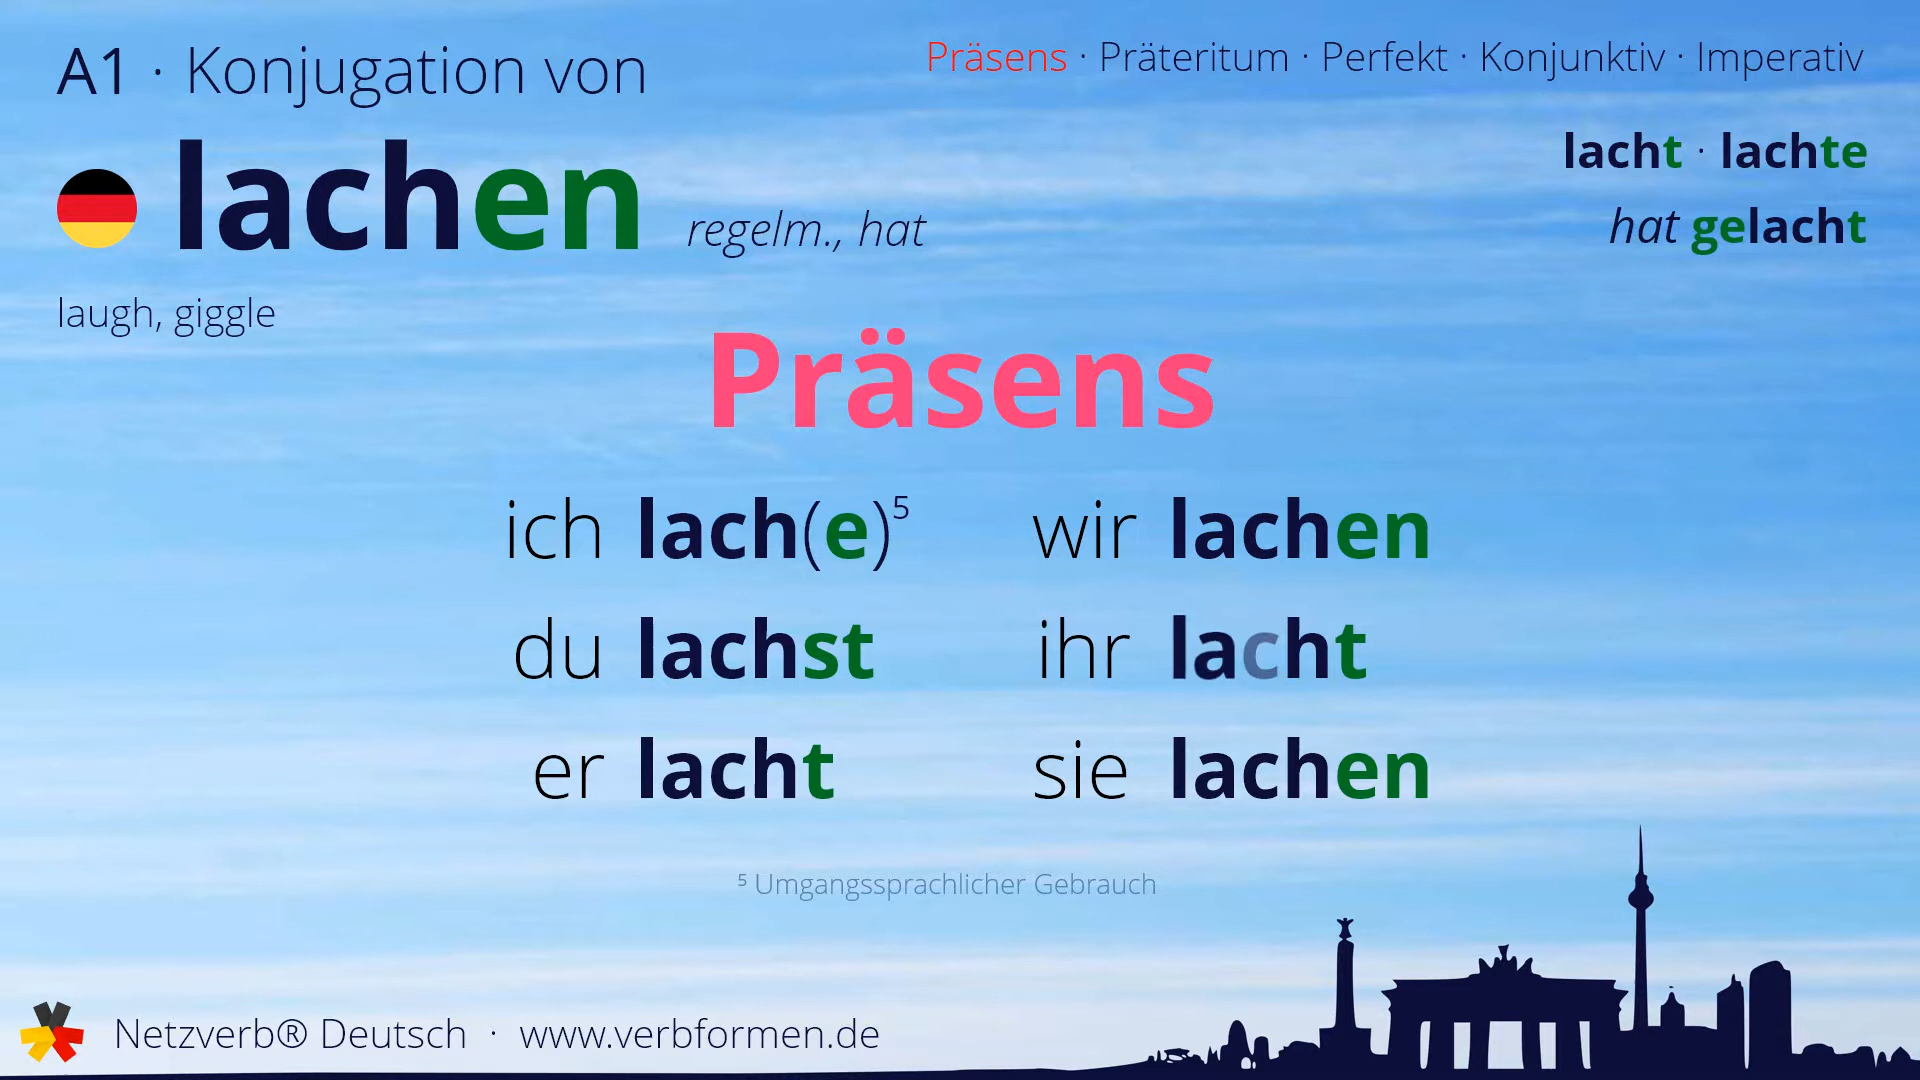 A1 · Konjugation von
Präsens · Präteritum · Perfekt · Konjunktiv · Imperativ
lachen regelm., hat
lacht · lachte
hat gelacht
laugh, giggle
Präsens
ich lach(e)⁵ wir lachen
du lachst ihr lacht
er lacht sie lachen
⁵ Umgangssprachlicher Gebrauch
Netzverb® Deutsch · www.verbformen.de